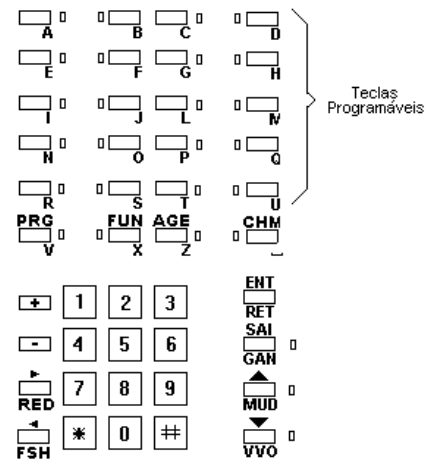 A B C D
E F G H
Teclas
Programáveis
I J L M
N O P Q
R S T U
PRG FUN AGE CHM
V X Z
ENT
+ 1 2 3
RET
SAI
- 4 5 6
GAN
7 8 9
RED MUD
* 0 #
FSH VVO